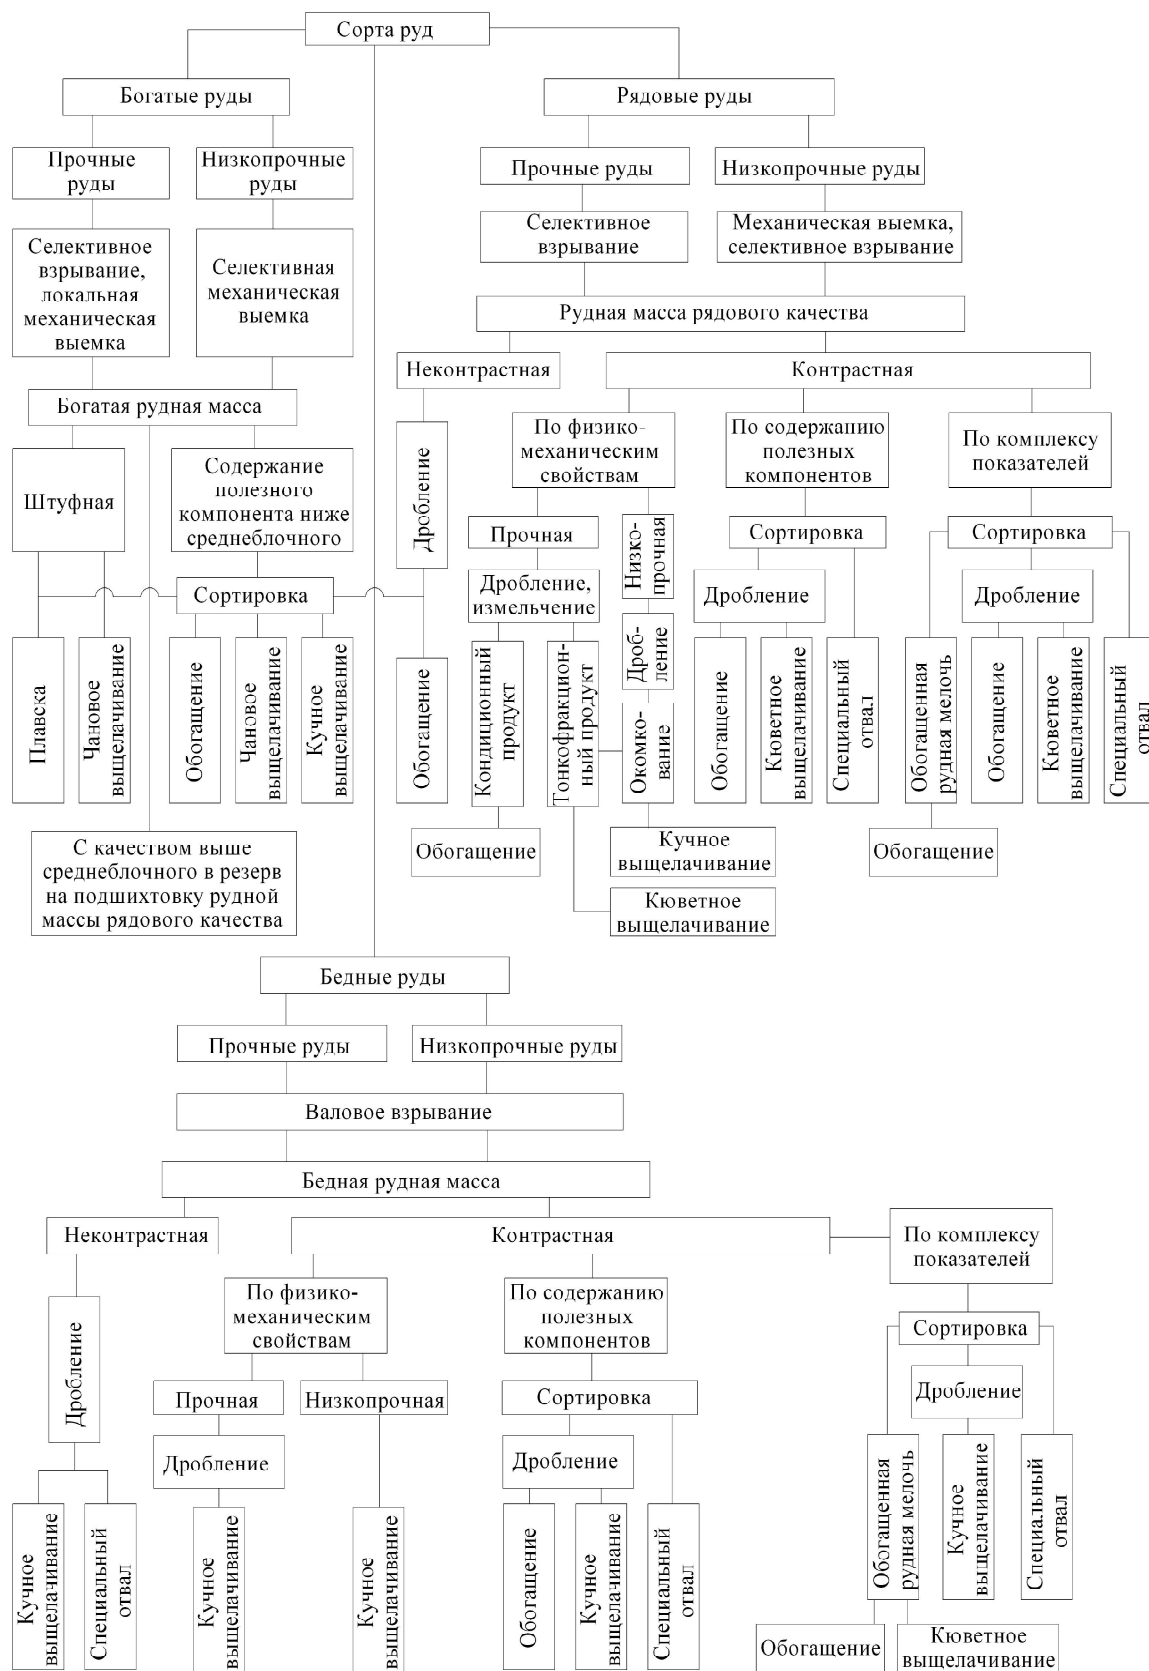 Сорта руд
Богатые руды
Рядовые руды
Прочные
руды
Низкопрочные
руды
Прочные руды
Низкопрочные руды
Селективное
взрывание,
локальная
механическая
выемка
Селективная
механическая
выемка
Селективное
взрывание
Механическая выемка,
селективное взрывание
Рудная масса рядового качества
Неконтрастная
Контрастная
Богатая рудная масса
Дробление
По физико-
механическим
свойствам
По содержанию
полезных
компонентов
По комплексу
показателей
Штуфная
Содержание
полезного
компонента ниже
среднеблочного
Прочная
Низко-
прочная
Сортировка
Сортировка
Сортировка
Дробление,
измельчение
Дробление
Дробление
Плавска
Чановое
выщелачивание
Обогащение
Чановое
выщелачивание
Кучное
выщелачивание
Обогащение
Кондиционный
продукт
Тонкофракцион-
ный продукт
Дроб-
ление
Окомко-
вание
Обогащение
Кюветное
выщелачивание
Специальный
отвал
Обогащенная
рудная мелочь
Обогащение
Кюветное
выщелачивание
Специальный
отвал
С качеством выше
среднеблочного в резерв
на подшихтовку рудной
массы рядового качества
Обогащение
Кучное
выщелачивание
Обогащение
Кюветное
выщелачивание
Бедные руды
Прочные руды
Низкопрочные руды
Валовое взрывание
Бедная рудная масса
Неконтрастная
Контрастная
По комплексу
показателей
Дробление
По физико-
механическим
свойствам
По содержанию
полезных
компонентов
Сортировка
Прочная
Низкопрочная
Сортировка
Дробление
Дробление
Дробление
Обогащенная
рудная мелочь
Кучное
выщелачивание
Специальный
отвал
Кучное
выщелачивание
Специальный
отвал
Кучное
выщелачивание
Кучное
выщелачивание
Обогащение
Кучное
выщелачивание
Специальный
отвал
Обогащение
Кюветное
выщелачивание